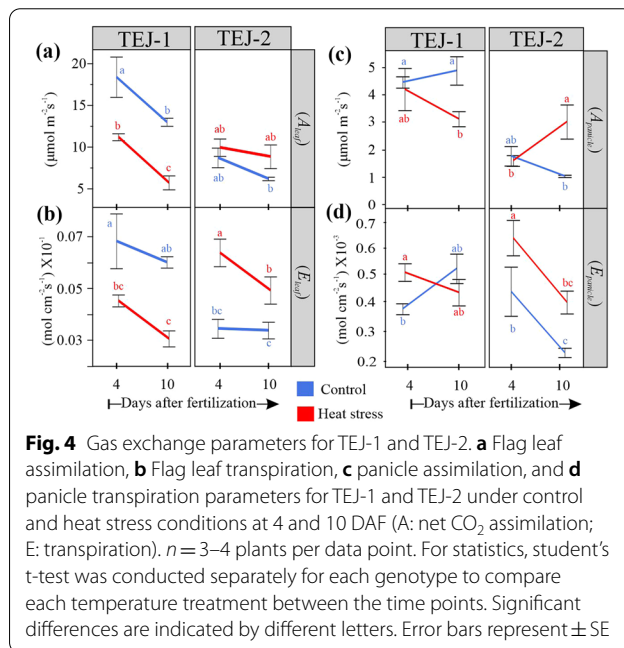 (a)
TEJ-1
TEJ-2
20
15
10
5
(μmol m⁻²s⁻¹)
a
b
b
c
ab
ab
ab
b
(A leaf)
(b)
0.07
0.05
0.03
(mol cm⁻²s⁻¹) X10⁻¹
a
ab
bc
c
a
b
bc
c
(E leaf)
4
10
4
10
Days after fertilization
(c)
TEJ-1
TEJ-2
5
4
3
2
1
0
(μmol m⁻²s⁻¹)
a
a
ab
b
ab
a
b
b
(A panicle)
(d)
0.7
0.6
0.5
0.4
0.3
0.2
(mol cm⁻²s⁻¹) X10⁻³
a
ab
b
ab
a
bc
b
c
(E panicle)
4
10
4
10
Days after fertilization
Control
Heat stress
Fig. 4 Gas exchange parameters for TEJ-1 and TEJ-2. a Flag leaf
assimilation, b Flag leaf transpiration, c panicle assimilation, and d
panicle transpiration parameters for TEJ-1 and TEJ-2 under control
and heat stress conditions at 4 and 10 DAF (A: net CO₂ assimilation;
E: transpiration). n = 3–4 plants per data point. For statistics, student's
t-test was conducted separately for each genotype to compare
each temperature treatment between the time points. Significant
differences are indicated by different letters. Error bars represent ± SE